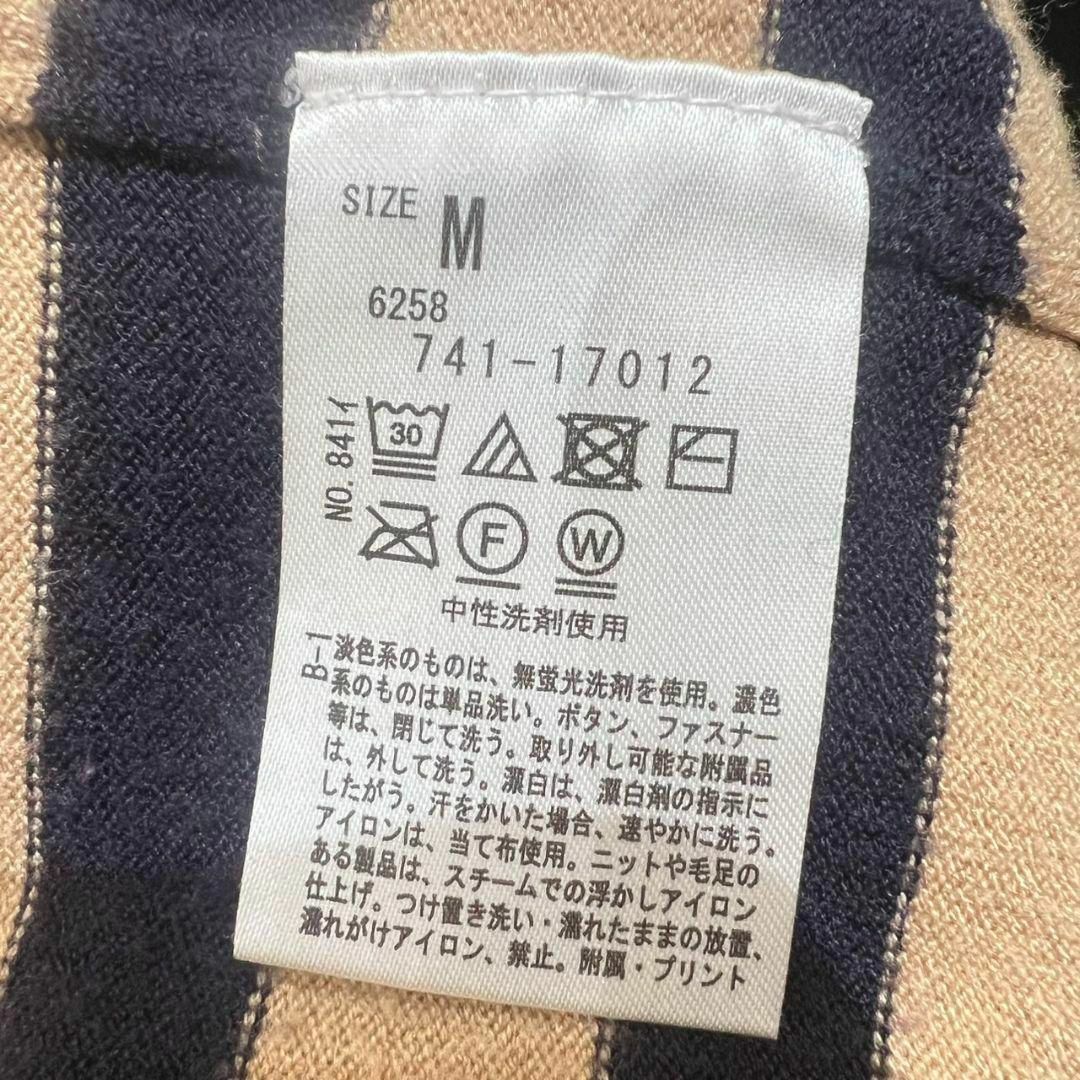 SIZE M
6258
741-17012
NO.841イ
30
F W
中性洗剤使用
B-1
淡色系のものは、無蛍光洗剤を使用。濃色
系のものは単品洗い。ボタン、ファスナー
等は、閉じて洗う。取り外し可能な附属品
は、外して洗う。漂白は、漂白剤の指示に
したがう。汗をかいた場合、速やかに洗う。
アイロンは、当て布使用。ニットや毛足の
ある製品は、スチームでの浮かしアイロン
仕上げ。つけ置き洗い・濡れたままの放置、
濡れがけアイロン、禁止。附属・プリント